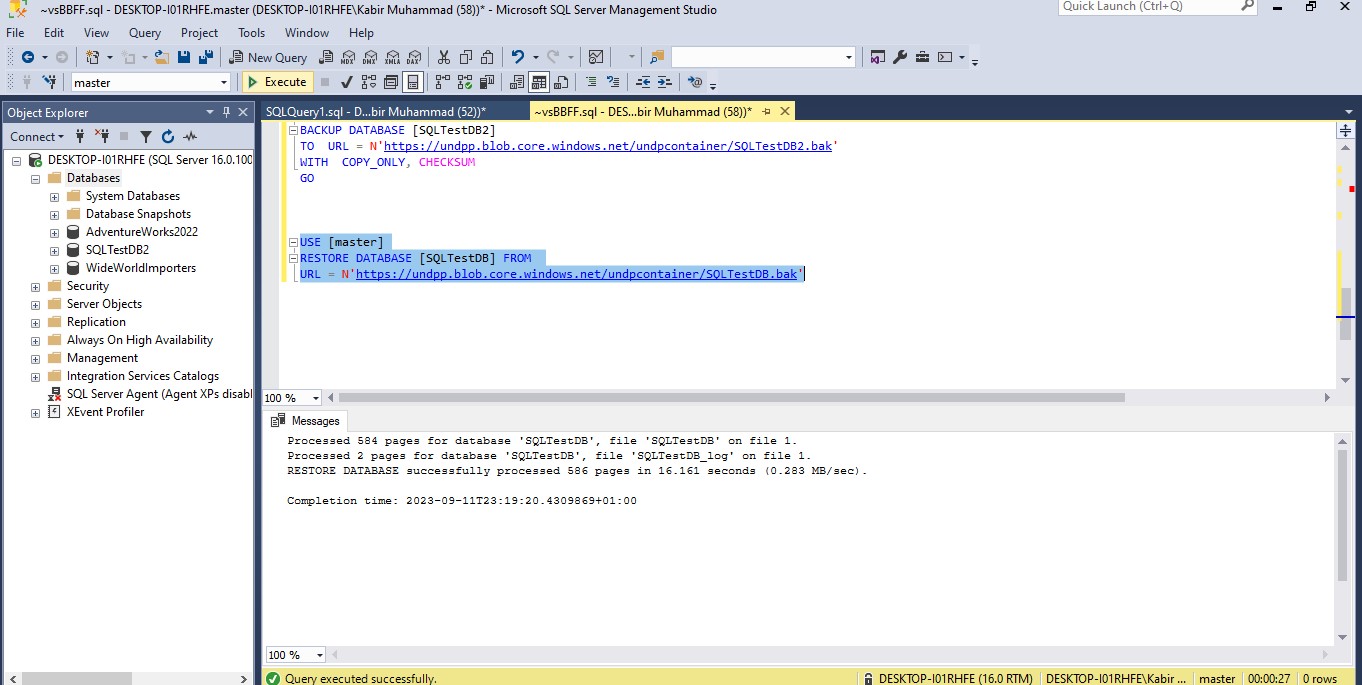 ~vsBBFF.sql - DESKTOP-I01RHFE.master (DESKTOP-I01RHFE\Kabir Muhammad (58))* - Microsoft SQL Server Management Studio
Quick Launch (Ctrl+Q)
File Edit View Query Project Tools Window Help
New Query MDX DMX XMLA DAX
master Execute
Object Explorer
SQLQuery1.sql - D...bir Muhammad (52))*
~vsBBFF.sql - DES...bir Muhammad (58))*
Connect
DESKTOP-I01RHFE (SQL Server 16.0.100
Databases
System Databases
Database Snapshots
AdventureWorks2022
SQLTestDB2
WideWorldImporters
Security
Server Objects
Replication
Always On High Availability
Management
Integration Services Catalogs
SQL Server Agent (Agent XPs disabl
XEvent Profiler
BACKUP DATABASE [SQLTestDB2]
TO URL = N'https://undpp.blob.core.windows.net/undpcontainer/SQLTestDB2.bak'
WITH COPY_ONLY, CHECKSUM
GO
USE [master]
RESTORE DATABASE [SQLTestDB] FROM
URL = N'https://undpp.blob.core.windows.net/undpcontainer/SQLTestDB.bak'
100 %
Messages
Processed 584 pages for database 'SQLTestDB', file 'SQLTestDB' on file 1.
Processed 2 pages for database 'SQLTestDB', file 'SQLTestDB_log' on file 1.
RESTORE DATABASE successfully processed 586 pages in 16.161 seconds (0.283 MB/sec).
Completion time: 2023-09-11T23:19:20.4309869+01:00
100 %
Query executed successfully.
DESKTOP-I01RHFE (16.0 RTM) DESKTOP-I01RHFE\Kabir ... master 00:00:27 0 rows